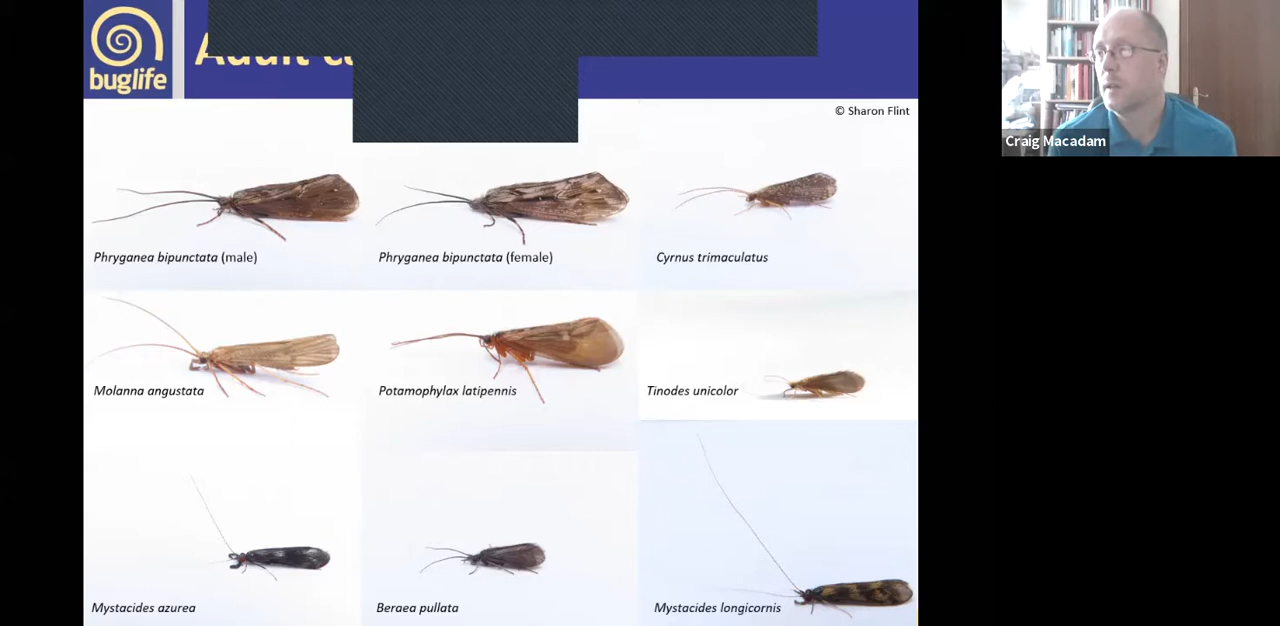 buglife
Adult
© Sharon Flint
Craig Macadam
Phryganea bipunctata (male)
Phryganea bipunctata (female)
Cyrnus trimaculatus
Molanna angustata
Potamophylax latipennis
Tinodes unicolor
Mystacides azurea
Beraea pullata
Mystacides longicornis